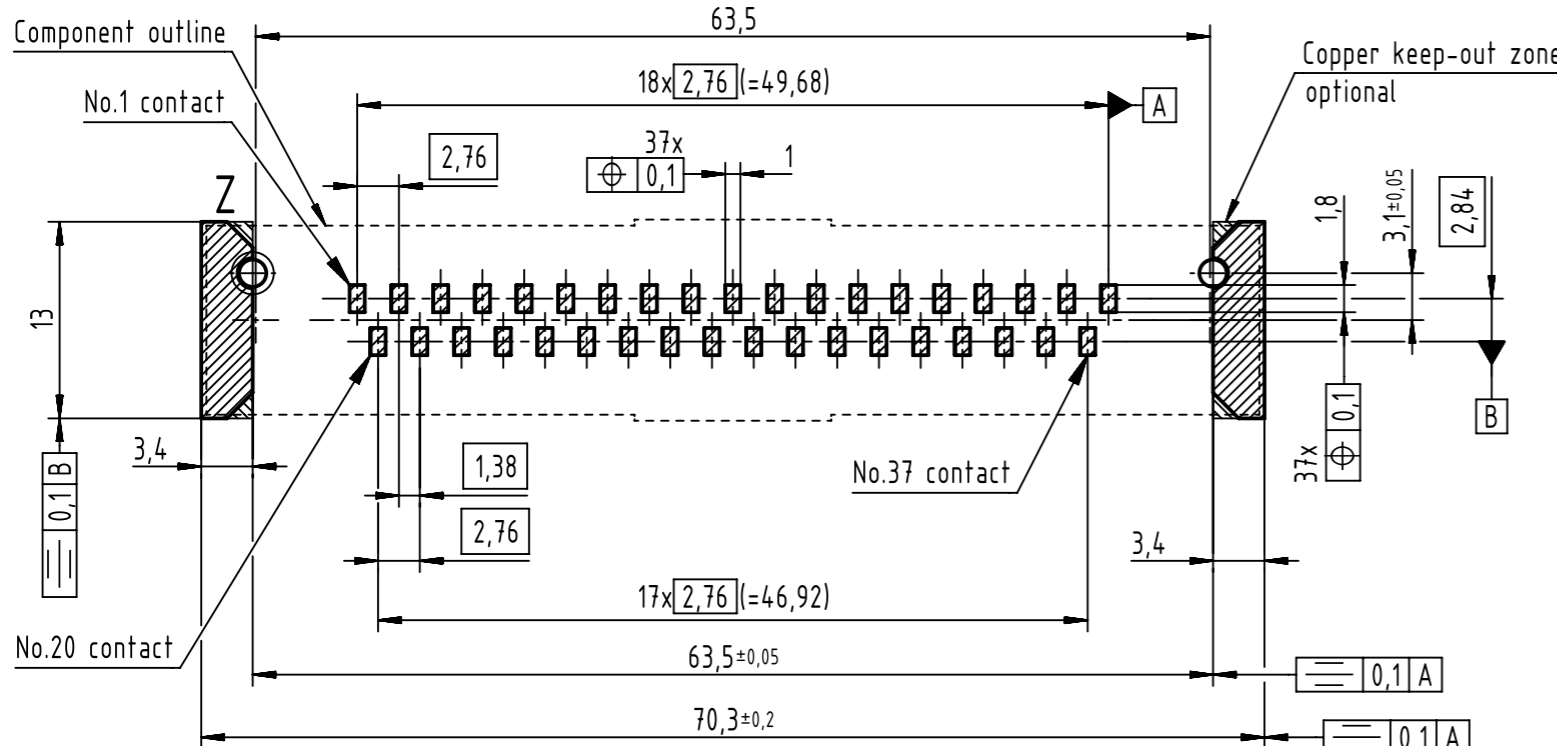 63,5
Component outline
Copper keep-out zone
optional
18x 2,76 (=49,68)
A
No.1 contact
37x
0,1
1
2,76
Z
1,8
3,1±0,05
2,84
13
37x
0,1
B
0,1 B
3,4
1,38
No.37 contact
2,76
3,4
17x 2,76 (=46,92)
No.20 contact
63,5±0,05
0,1 A
70,3±0,2
0,1 A